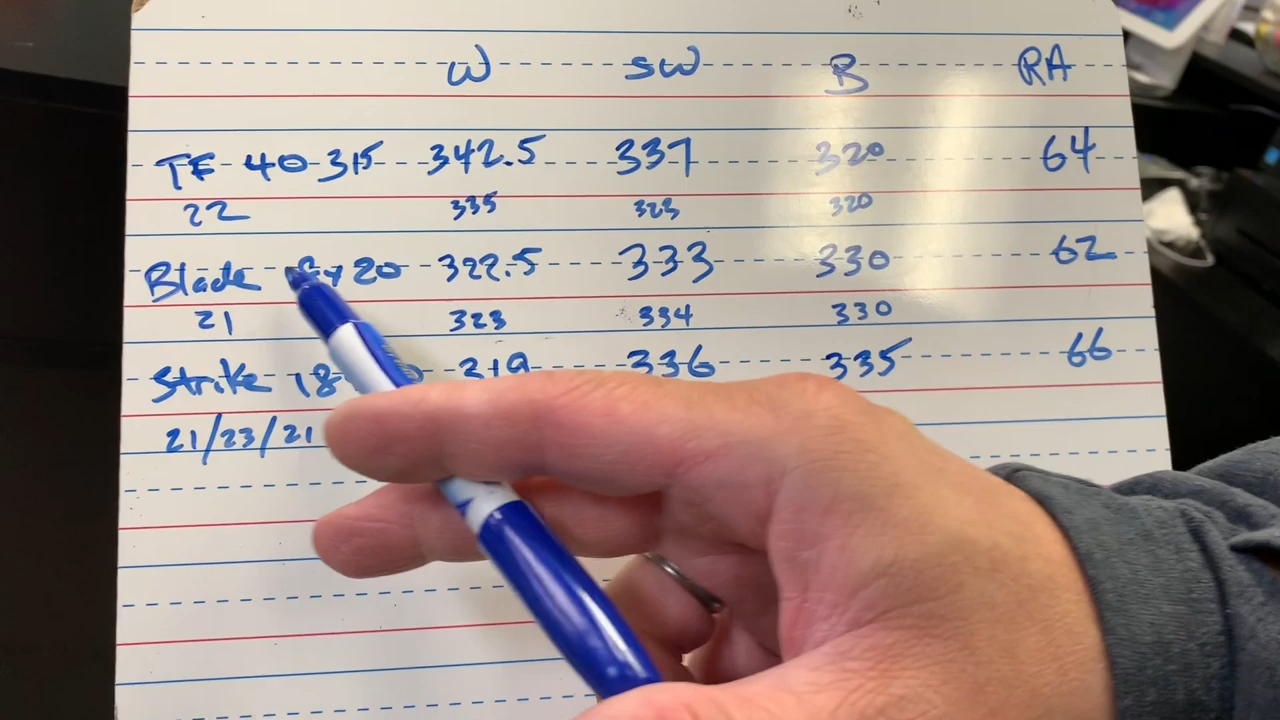 W SW B RA
TF 40 315 342.5 337 320 64
22 335 323 320
Blade 20 322.5 333 330 62
21 323 334 330
Strike 18 319 336 335 66
21/23/21